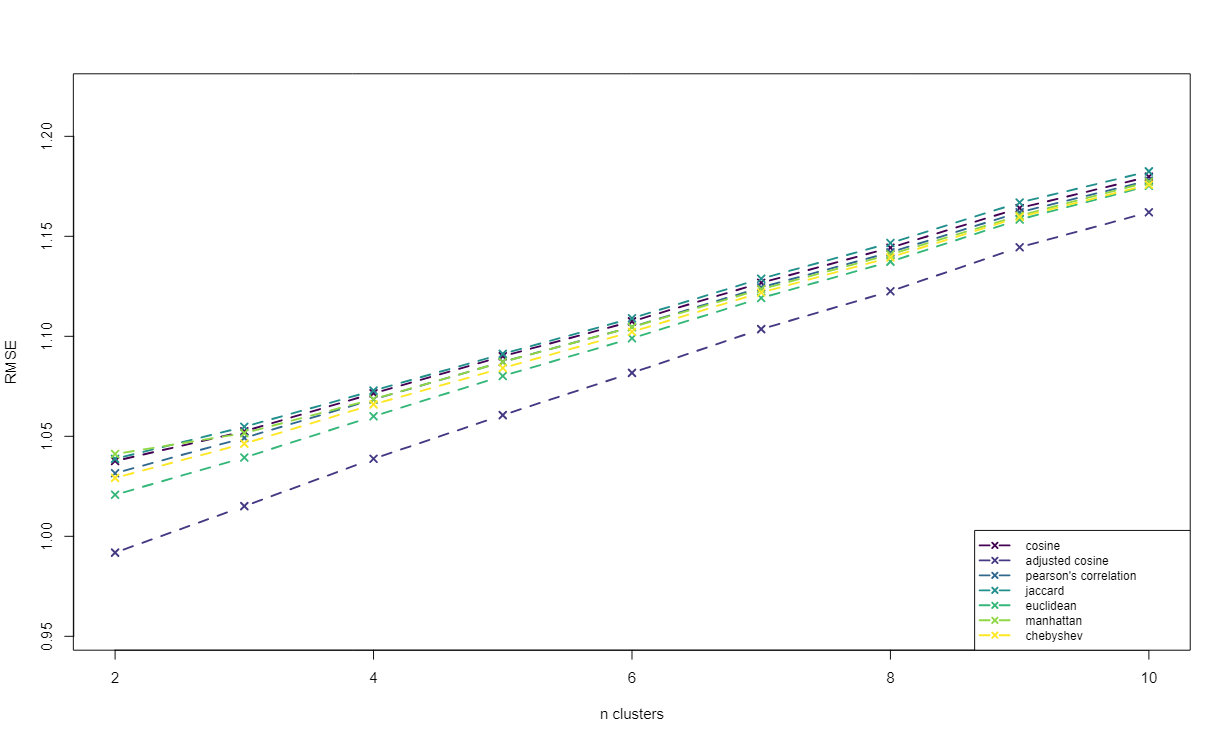 RMSE
1.20
1.15
1.10
1.05
1.00
0.95
2 4 6 8 10
n clusters
cosine
adjusted cosine
pearson's correlation
jaccard
euclidean
manhattan
chebyshev